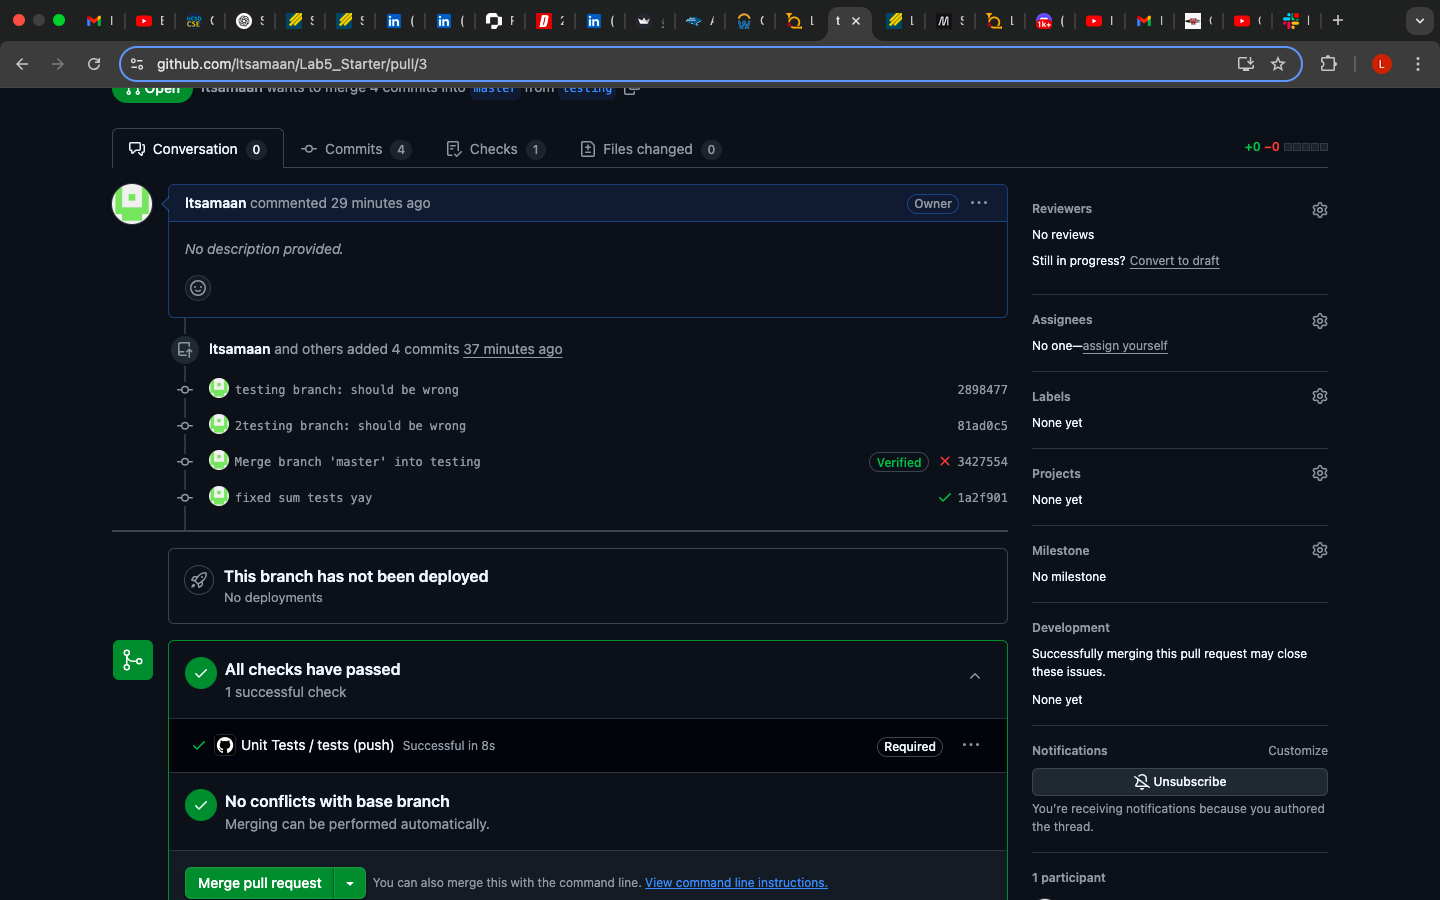 github.com/Itsamaan/Lab5_Starter/pull/3
L
Open
Itsamaan wants to merge 4 commits into master from testing
Conversation 0
Commits 4
Checks 1
Files changed 0
+0 −0
Itsamaan commented 29 minutes ago
Owner
No description provided.
Itsamaan and others added 4 commits 37 minutes ago
testing branch: should be wrong
2898477
2testing branch: should be wrong
81ad0c5
Merge branch 'master' into testing
Verified
3427554
fixed sum tests yay
1a2f901
This branch has not been deployed
No deployments
All checks have passed
1 successful check
Unit Tests / tests (push) Successful in 8s
Required
No conflicts with base branch
Merging can be performed automatically.
Merge pull request
You can also merge this with the command line. View command line instructions.
Reviewers
No reviews
Still in progress? Convert to draft
Assignees
No one—assign yourself
Labels
None yet
Projects
None yet
Milestone
No milestone
Development
Successfully merging this pull request may close
these issues.
None yet
Notifications
Customize
Unsubscribe
You're receiving notifications because you authored
the thread.
1 participant